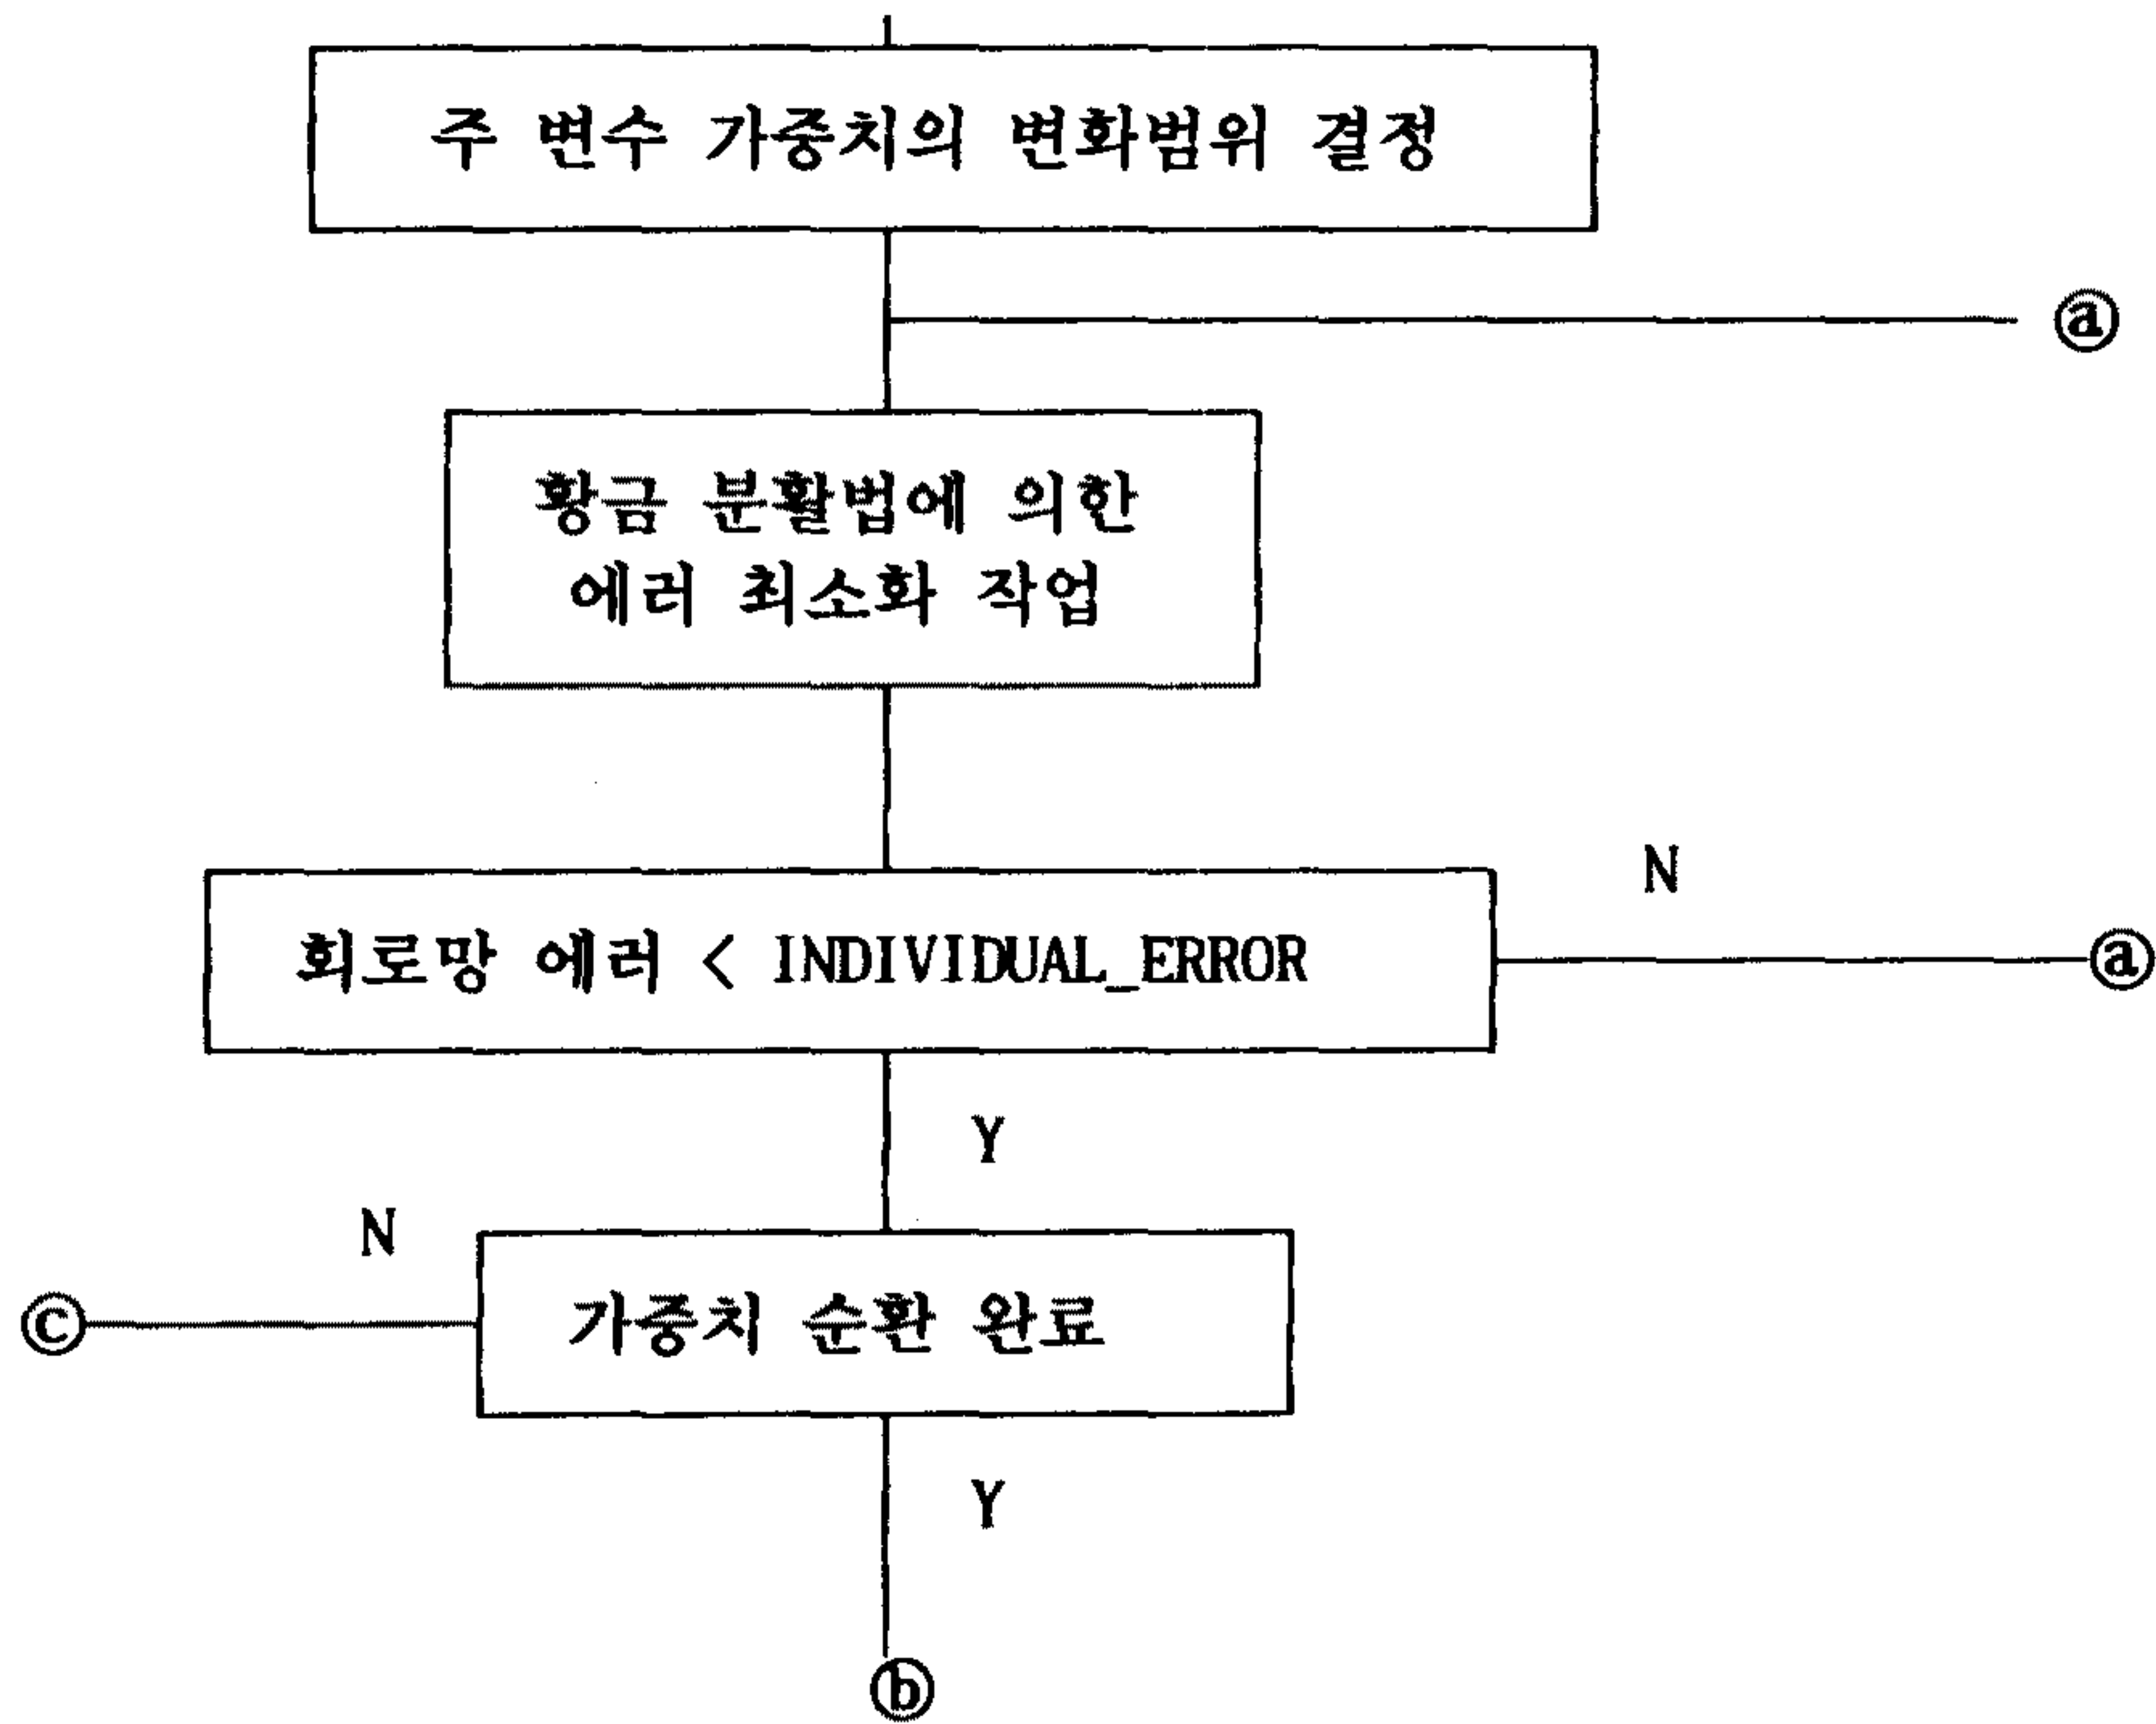 주 변수 가중치의 변화범위 결정
ⓐ
황금 분활법에 의한
에러 최소화 작업
N
회로망 에러 < INDIVIDUAL_ERROR
ⓐ
Y
N
ⓒ
가중치 순환 완료
Y
ⓑ